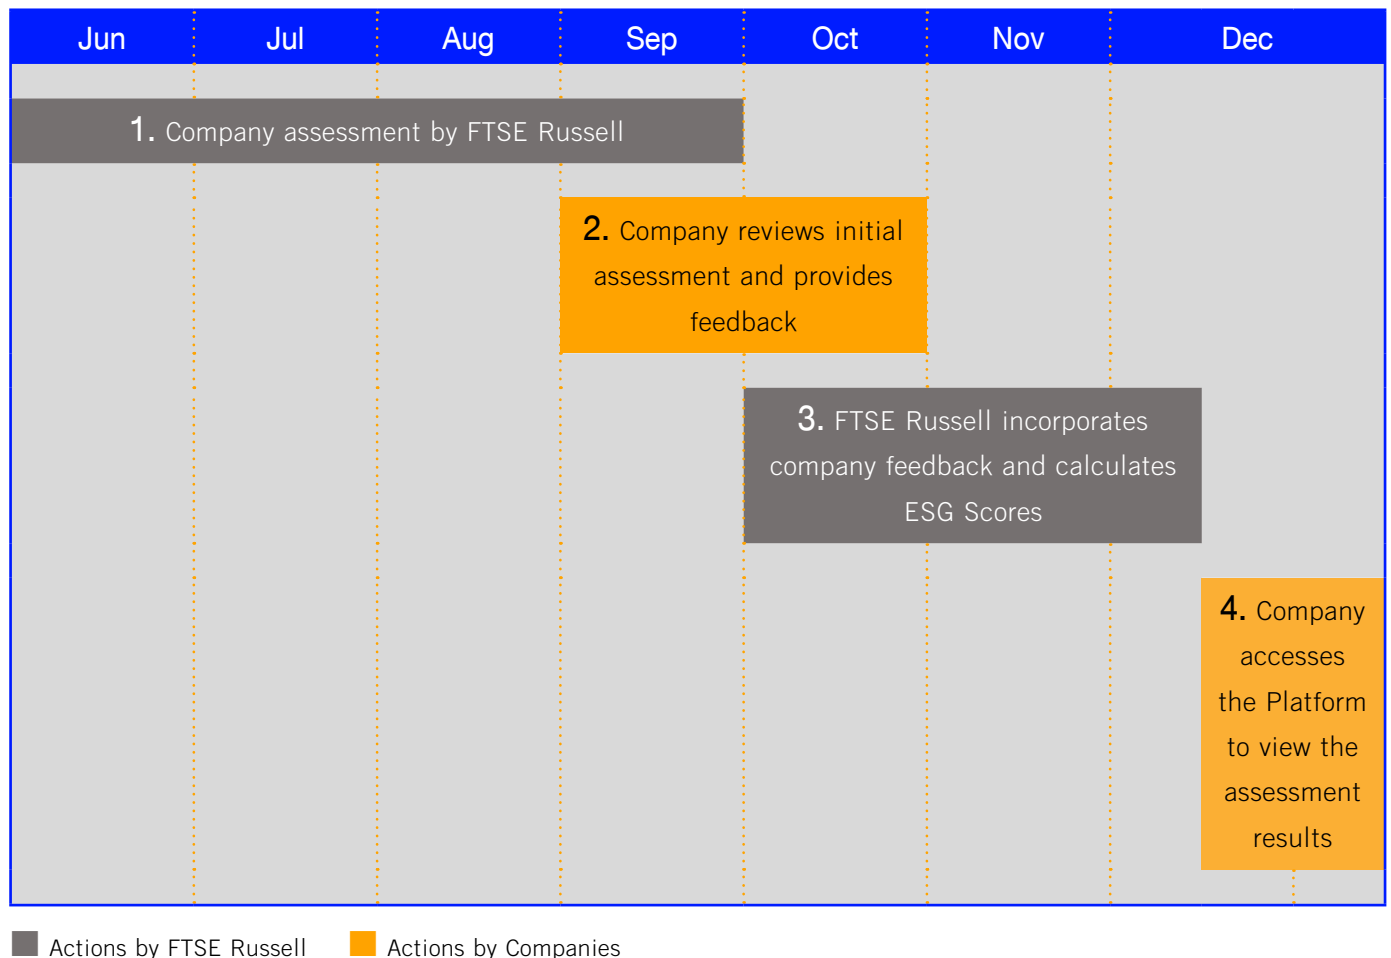 Jun Jul Aug Sep Oct Nov Dec
1. Company assessment by FTSE Russell
2. Company reviews initial
assessment and provides
feedback
3. FTSE Russell incorporates
company feedback and calculates
ESG Scores
4. Company
accesses
the Platform
to view the
assessment
results
Actions by FTSE Russell Actions by Companies